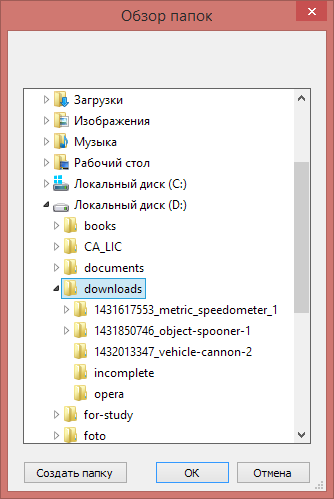 Обзор папок
Загрузки
Изображения
Музыка
Рабочий стол
Локальный диск (C:)
Локальный диск (D:)
books
CA_LIC
documents
downloads
1431617553_metric_speedometer_1
1431850746_object-spooner-1
1432013347_vehicle-cannon-2
incomplete
opera
for-study
foto
Создать папку
OK
Отмена